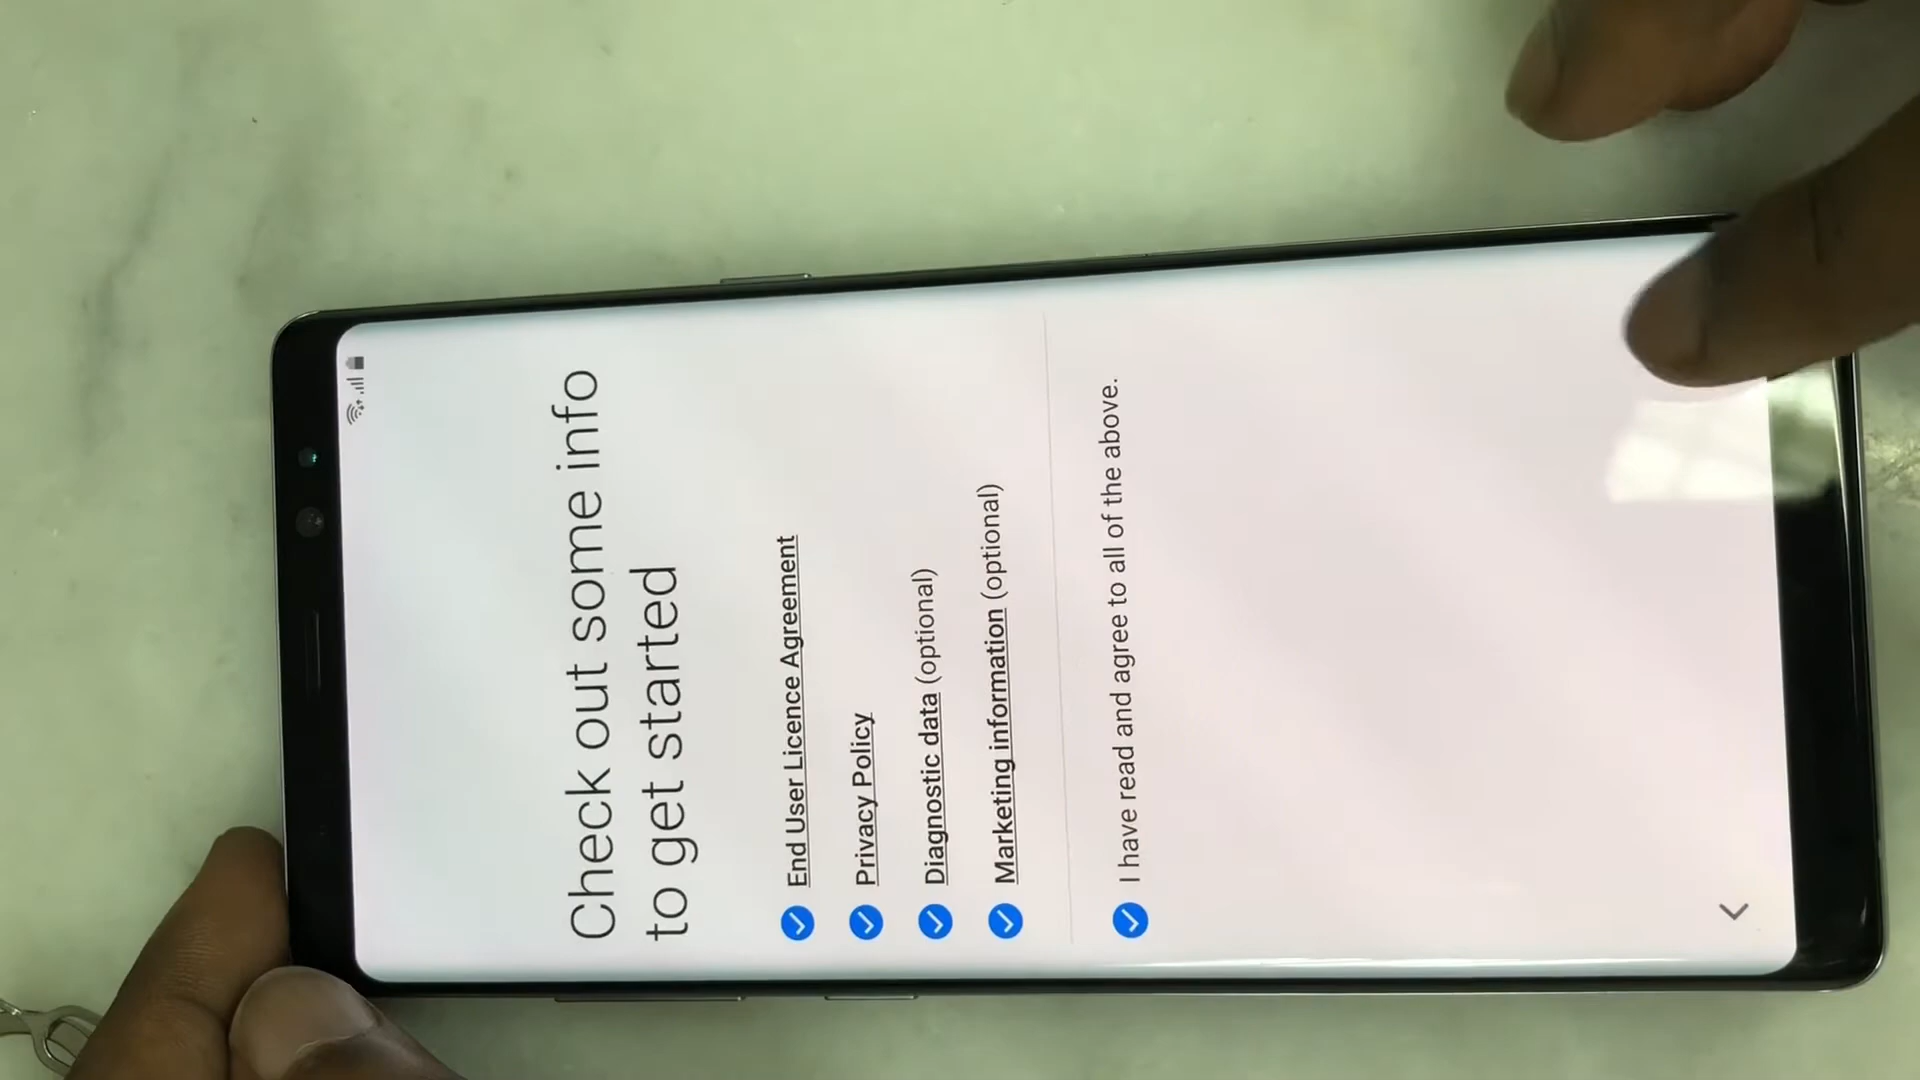 Check out some info
to get started
End User Licence Agreement
Privacy Policy
Diagnostic data (optional)
Marketing information (optional)
I have read and agree to all of the above.